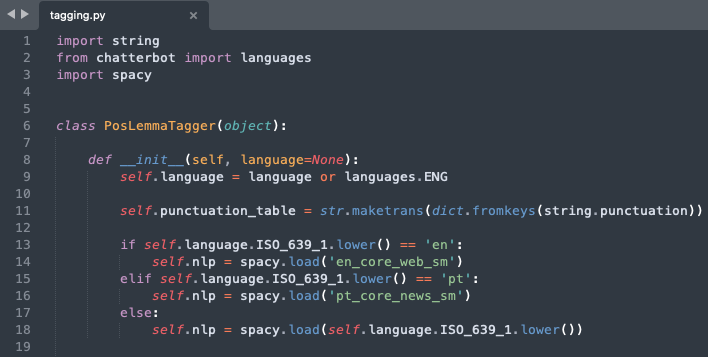 tagging.py
1 import string
2 from chatterbot import languages
3 import spacy
4
5
6 class PosLemmaTagger(object):
7
8     def __init__(self, language=None):
9         self.language = language or languages.ENG
10
11         self.punctuation_table = str.maketrans(dict.fromkeys(string.punctuation))
12
13         if self.language.ISO_639_1.lower() == 'en':
14             self.nlp = spacy.load('en_core_web_sm')
15         elif self.language.ISO_639_1.lower() == 'pt':
16             self.nlp = spacy.load('pt_core_news_sm')
17         else:
18             self.nlp = spacy.load(self.language.ISO_639_1.lower())
19